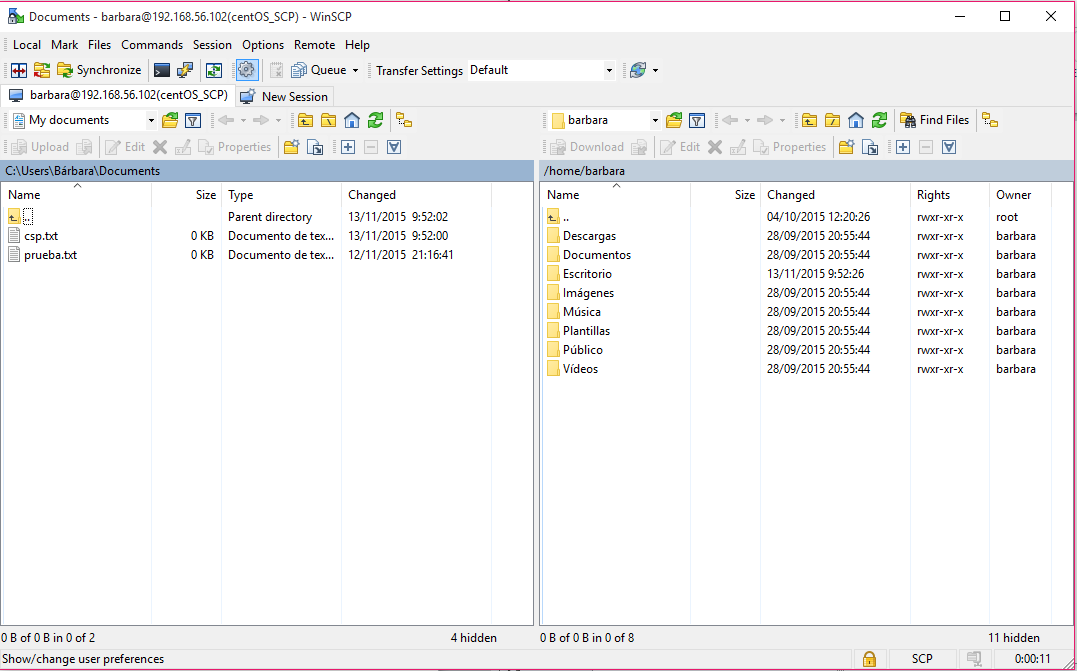 Documents - barbara@192.168.56.102(centOS_SCP) - WinSCP
Local Mark Files Commands Session Options Remote Help
Synchronize Queue Transfer Settings Default
barbara@192.168.56.102(centOS_SCP) New Session
My documents barbara Find Files
Upload Edit Properties Download Edit Properties
C:\Users\Bárbara\Documents /home/barbara
Name Size Type Changed Name Size Changed Rights Owner
.. Parent directory 13/11/2015 9:52:02 .. 04/10/2015 12:20:26 rwxr-xr-x root
csp.txt 0 KB Documento de tex... 13/11/2015 9:52:00 Descargas 28/09/2015 20:55:44 rwxr-xr-x barbara
prueba.txt 0 KB Documento de tex... 12/11/2015 21:16:41 Documentos 28/09/2015 20:55:44 rwxr-xr-x barbara
Escritorio 13/11/2015 9:52:26 rwxr-xr-x barbara
Imágenes 28/09/2015 20:55:44 rwxr-xr-x barbara
Música 28/09/2015 20:55:44 rwxr-xr-x barbara
Plantillas 28/09/2015 20:55:44 rwxr-xr-x barbara
Público 28/09/2015 20:55:44 rwxr-xr-x barbara
Vídeos 28/09/2015 20:55:44 rwxr-xr-x barbara
0 B of 0 B in 0 of 2 4 hidden 0 B of 0 B in 0 of 8 11 hidden
Show/change user preferences SCP 0:00:11